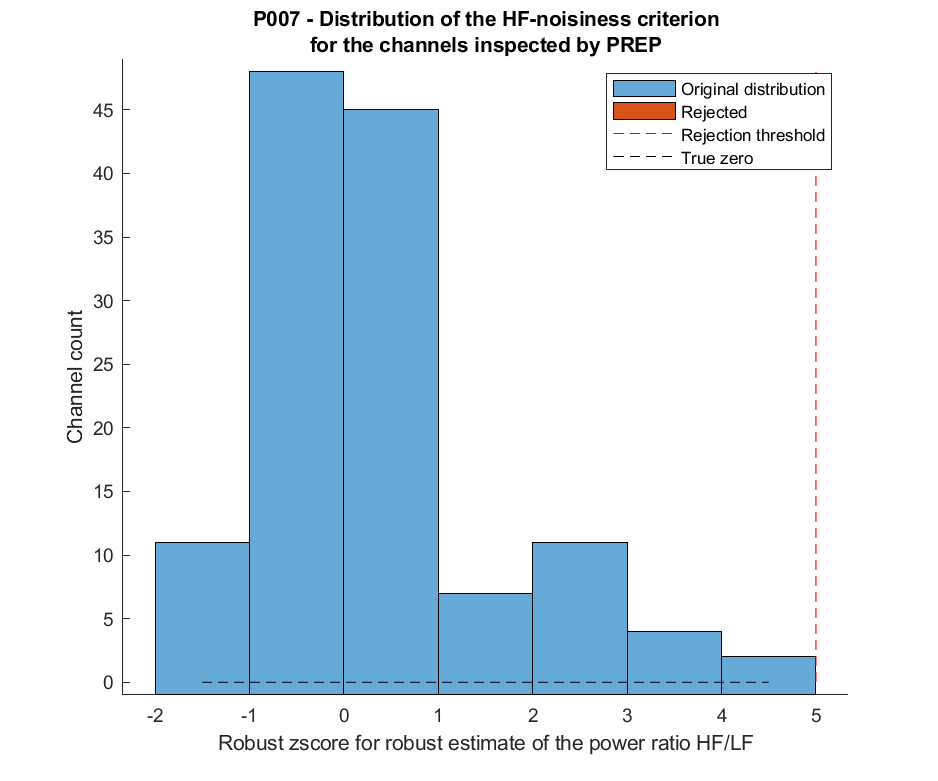 P007 - Distribution of the HF-noisiness criterion
for the channels inspected by PREP
Original distribution
Rejected
Rejection threshold
True zero
Channel count
45
40
35
30
25
20
15
10
5
0
-2 -1 0 1 2 3 4 5
Robust zscore for robust estimate of the power ratio HF/LF